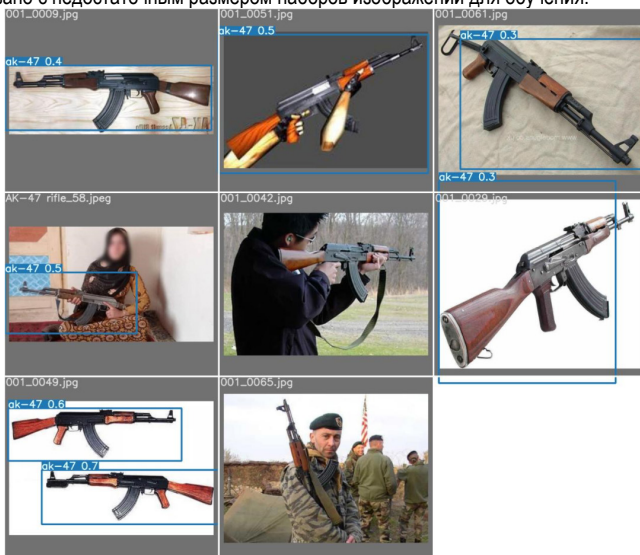 зано с недостаточным размером наборов изображений для обучения.
001_0009.jpg
001_0051.jpg
001_0061.jpg
ak-47 0.4
ak-47 0.5
ak-47 0.3
ak-47 0.3
AK-47 rifle_58.jpeg
001_0042.jpg
001_0029.jpg
ak-47 0.5
001_0049.jpg
001_0065.jpg
ak-47 0.6
ak-47 0.7